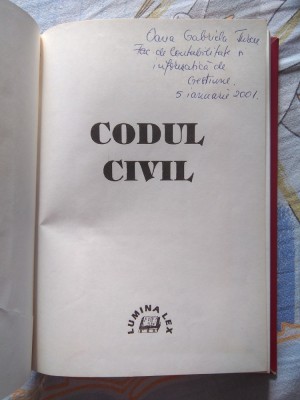 Oana Gabriela
Fac de Contabilitate și
informatică de
Gestiune.
5 ianuarie 2001.
CODUL
CIVIL
LUMINA LEX